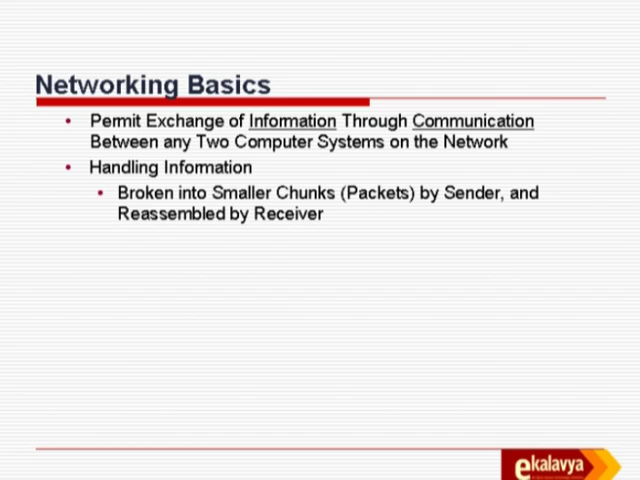 Networking Basics
• Permit Exchange of Information Through Communication
Between any Two Computer Systems on the Network
• Handling Information
• Broken into Smaller Chunks (Packets) by Sender, and
Reassembled by Receiver
ekalavya